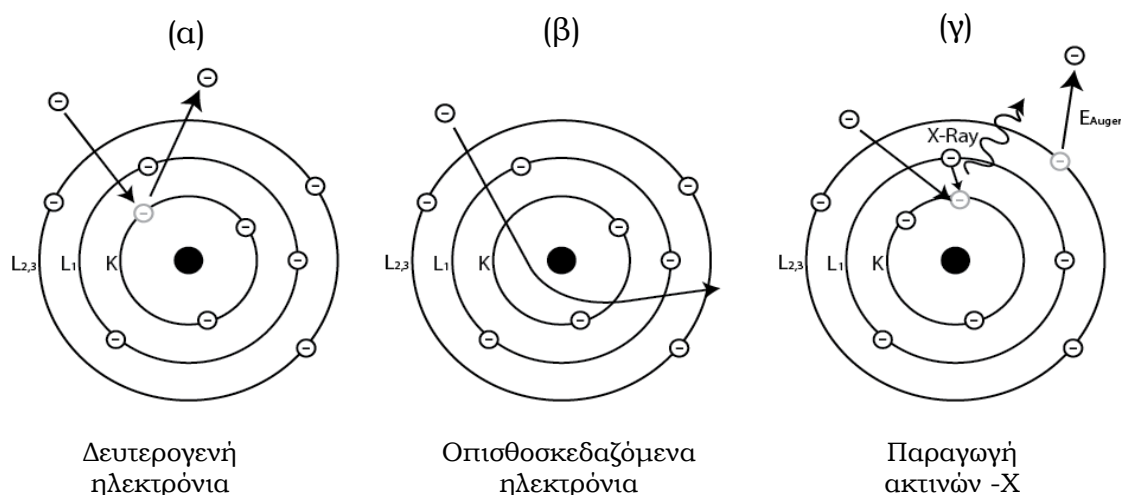 (α)
(β)
(γ)
X-Ray
EAuger
L2,3 L1 K
L2,3 L1 K
L2,3 L1 K
Δευτερογενή
ηλεκτρόνια
Οπισθοσκεδαζόμενα
ηλεκτρόνια
Παραγωγή
ακτινών -Χ